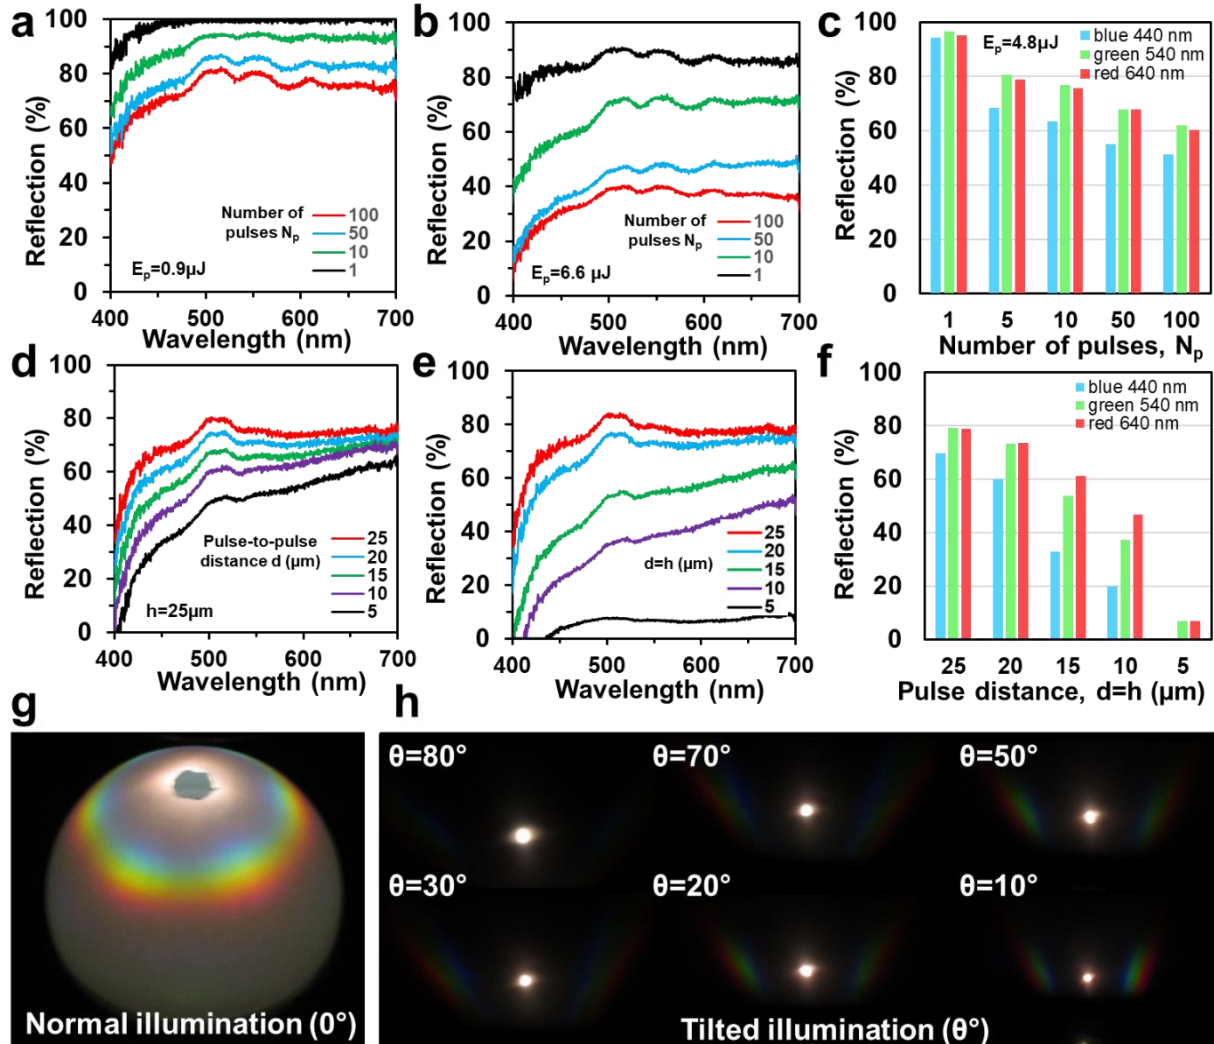 a
Reflection (%)
100
80
60
40
20
0
Number of
pulses Np
100
50
10
1
Ep=0.9µJ
400 500 600 700
Wavelength (nm)
b
Reflection (%)
100
80
60
40
20
0
Number of
pulses Np
100
50
10
1
Ep=6.6 µJ
400 500 600 700
Wavelength (nm)
c
Reflection (%)
100
80
60
40
20
0
Ep=4.8µJ
blue 440 nm
green 540 nm
red 640 nm
1 5 10 50 100
Number of pulses, Np
d
Reflection (%)
100
80
60
40
20
0
Pulse-to-pulse
distance d (µm)
25
20
15
10
5
h=25µm
400 500 600 700
Wavelength (nm)
e
Reflection (%)
100
80
60
40
20
0
d=h (µm)
25
20
15
10
5
400 500 600 700
Wavelength (nm)
f
Reflection (%)
100
80
60
40
20
0
blue 440 nm
green 540 nm
red 640 nm
25 20 15 10 5
Pulse distance, d=h (µm)
g
Normal illumination (0°)
h
θ=80° θ=70° θ=50°
θ=30° θ=20° θ=10°
Tilted illumination (θ°)